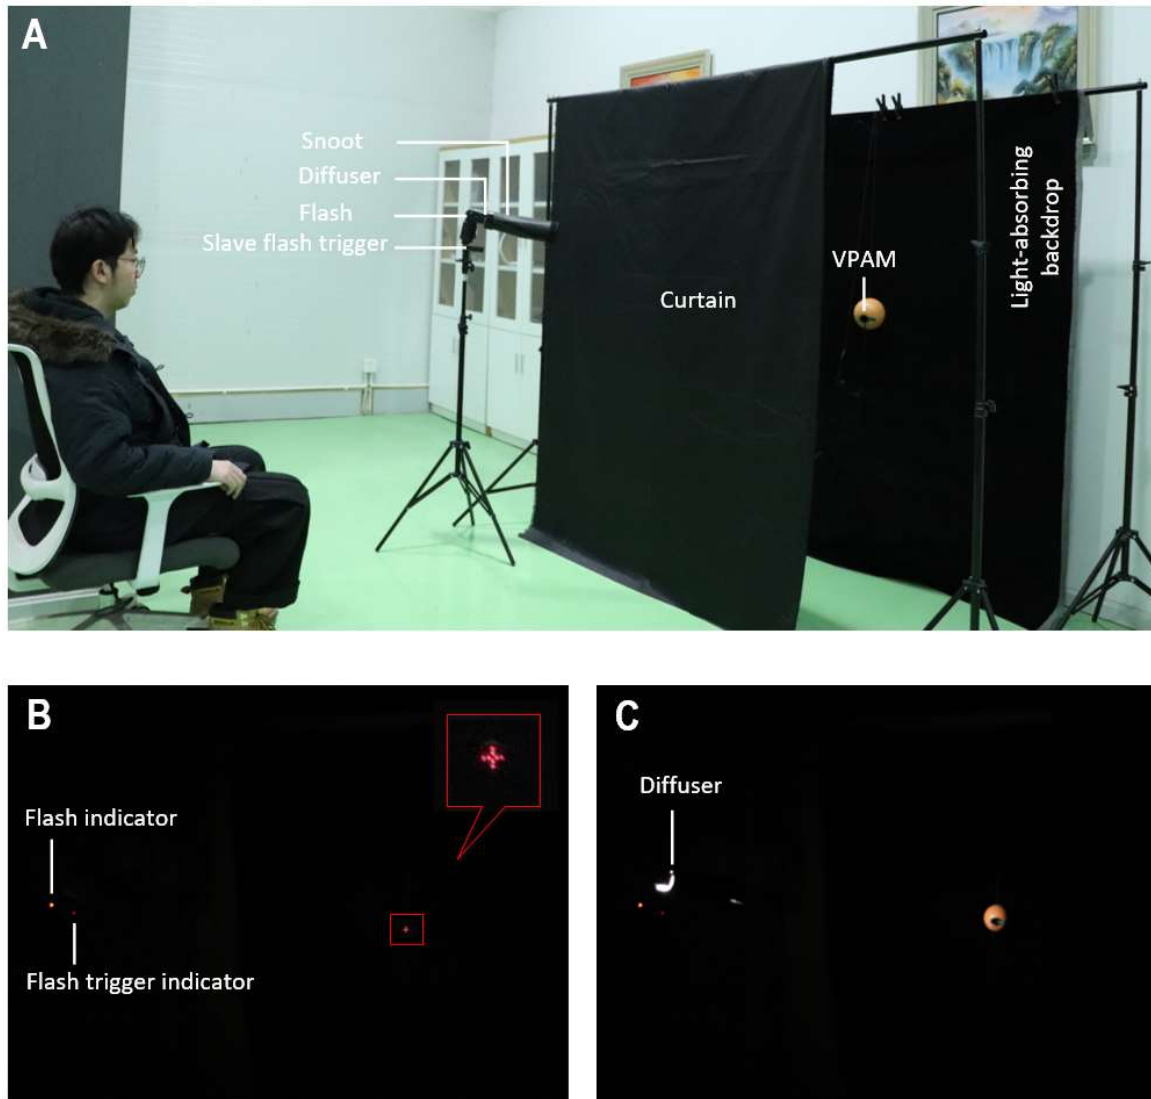 A
Snoot
Diffuser
Flash
Slave flash trigger
Curtain
VPAM
Light-absorbing
backdrop
B
Flash indicator
Flash trigger indicator
C
Diffuser